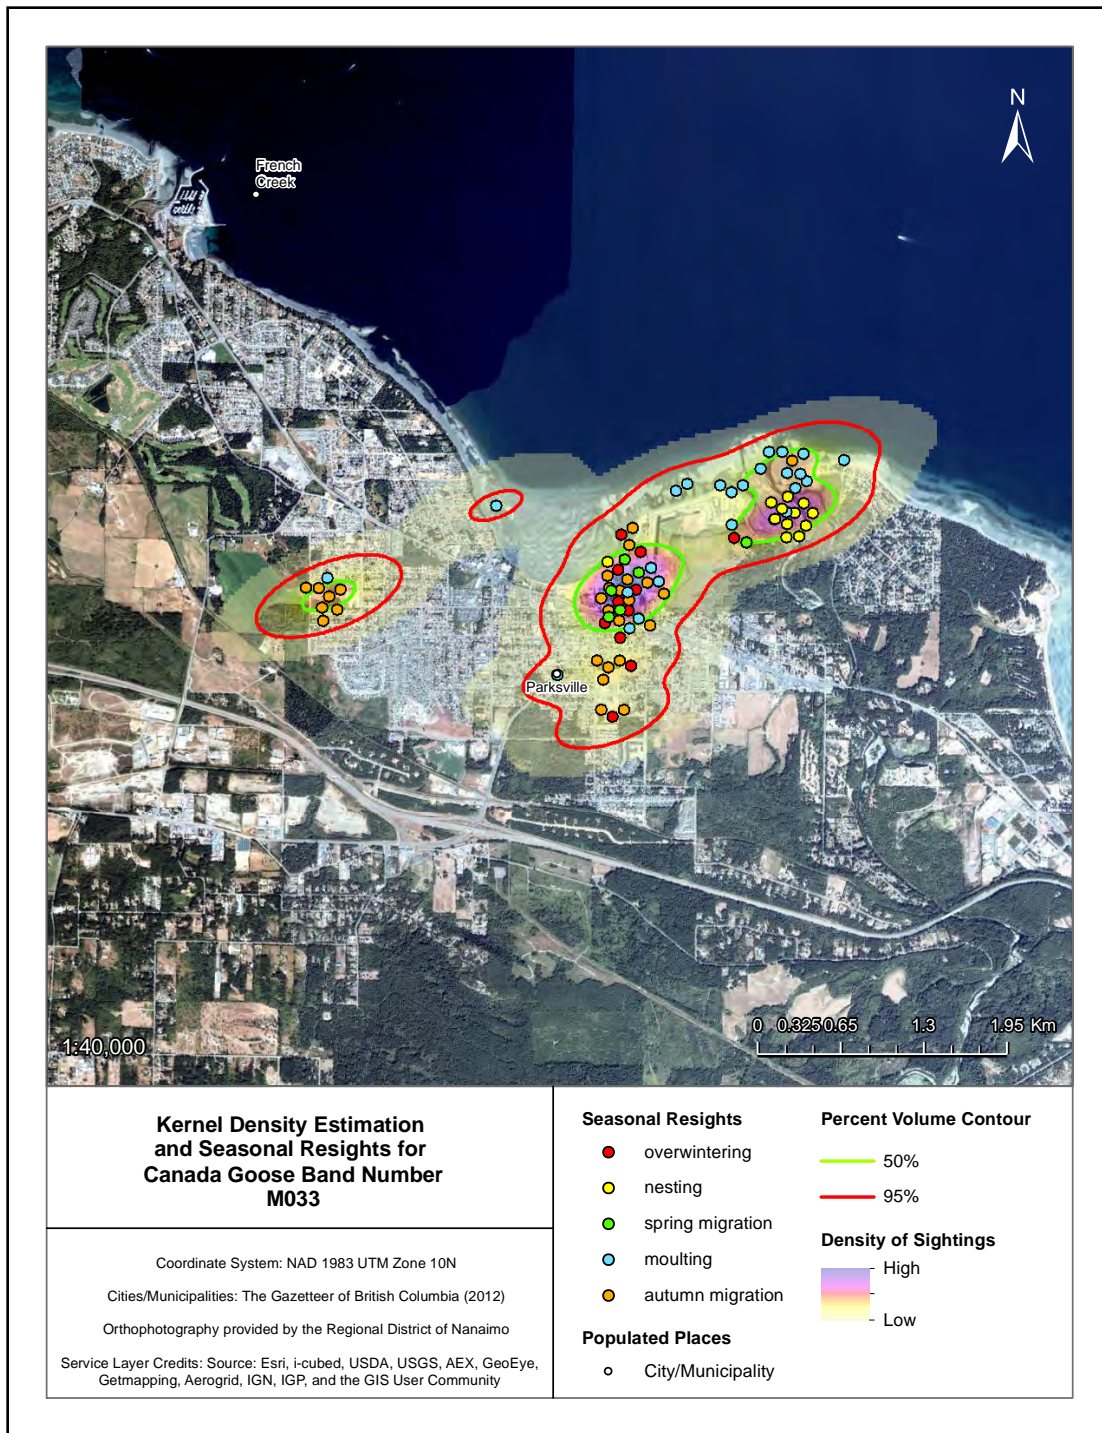 N
French
Creek
Parksville
0 0.325 0.65 1.3 1.95 Km
1:40,000
Kernel Density Estimation
and Seasonal Resights for
Canada Goose Band Number
M033
Coordinate System: NAD 1983 UTM Zone 10N
Cities/Municipalities: The Gazetteer of British Columbia (2012)
Orthophotography provided by the Regional District of Nanaimo
Service Layer Credits: Source: Esri, i-cubed, USDA, USGS, AEX, GeoEye,
Getmapping, Aerogrid, IGN, IGP, and the GIS User Community
Seasonal Resights
overwintering
nesting
spring migration
moulting
autumn migration
Populated Places
City/Municipality
Percent Volume Contour
50%
95%
Density of Sightings
High
Low